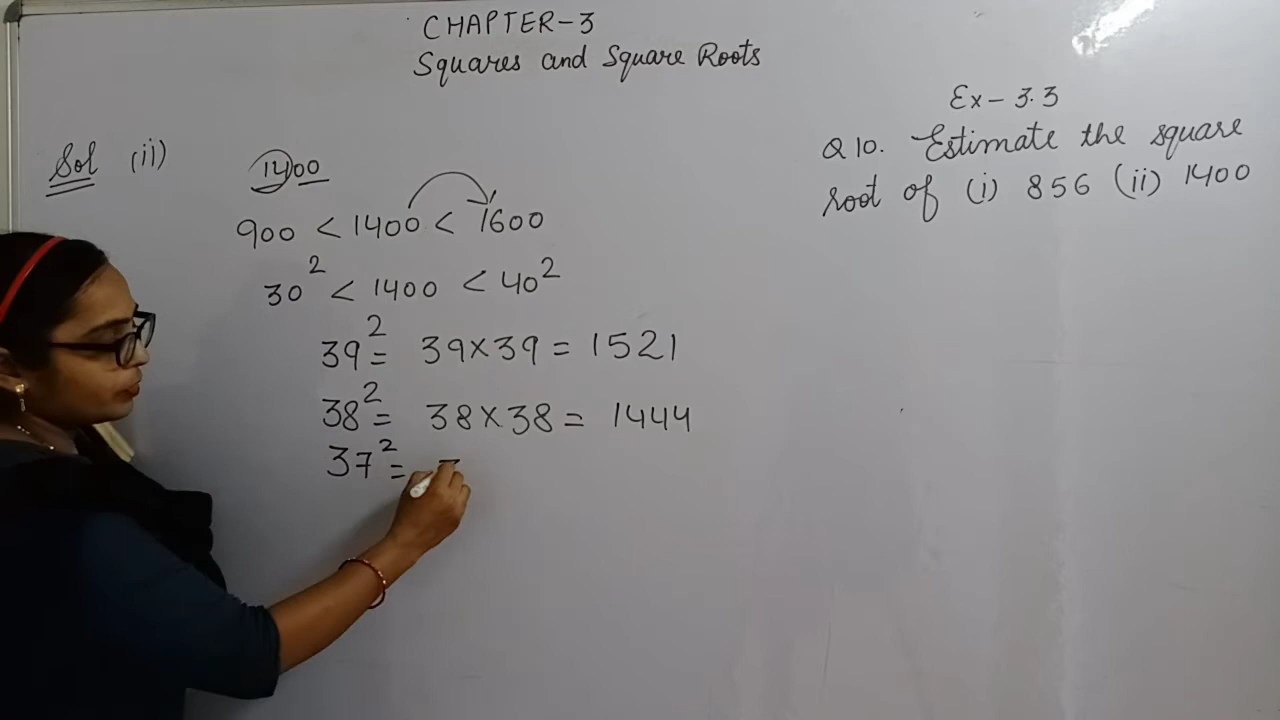 CHAPTER-3
Squares and Square Roots
Ex - 3.3
Q 10. Estimate the square
root of (i) 856 (ii) 1400
Sol (ii) 1400
900 < 1400 < 1600
30² < 1400 < 40²
39² = 39×39 = 1521
38² = 38×38 = 1444
37² =